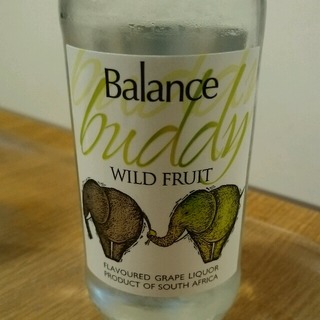 Balance
buddy
WILD FRUIT
FLAVOURED GRAPE LIQUOR
PRODUCT OF SOUTH AFRICA